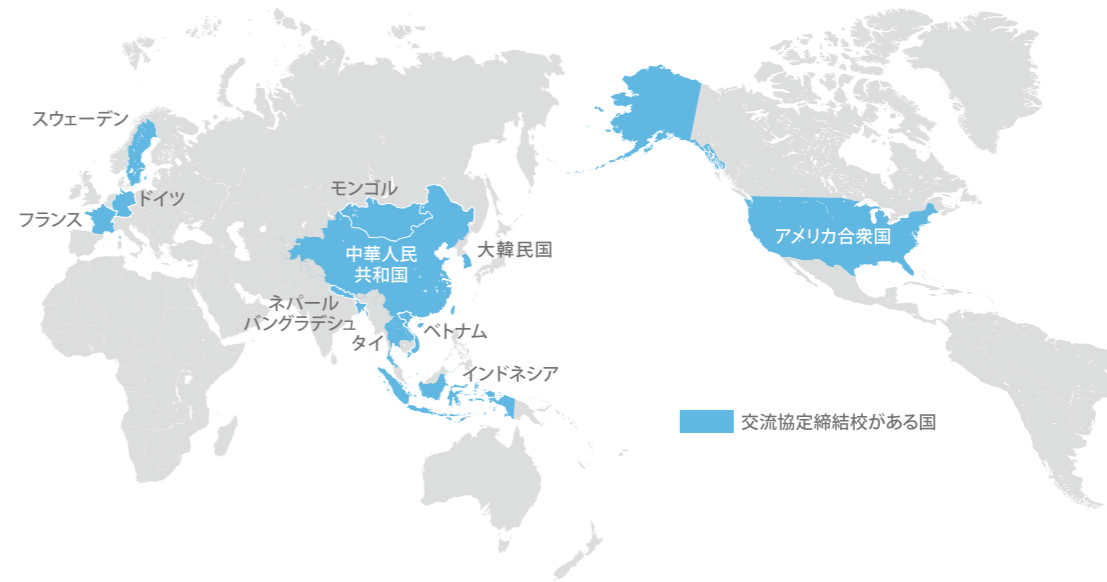 スウェーデン
ドイツ
フランス
モンゴル
中華人民
共和国
大韓民国
ネパール
バングラデシュ
タイ
ベトナム
インドネシア
アメリカ合衆国
交流協定締結校がある国